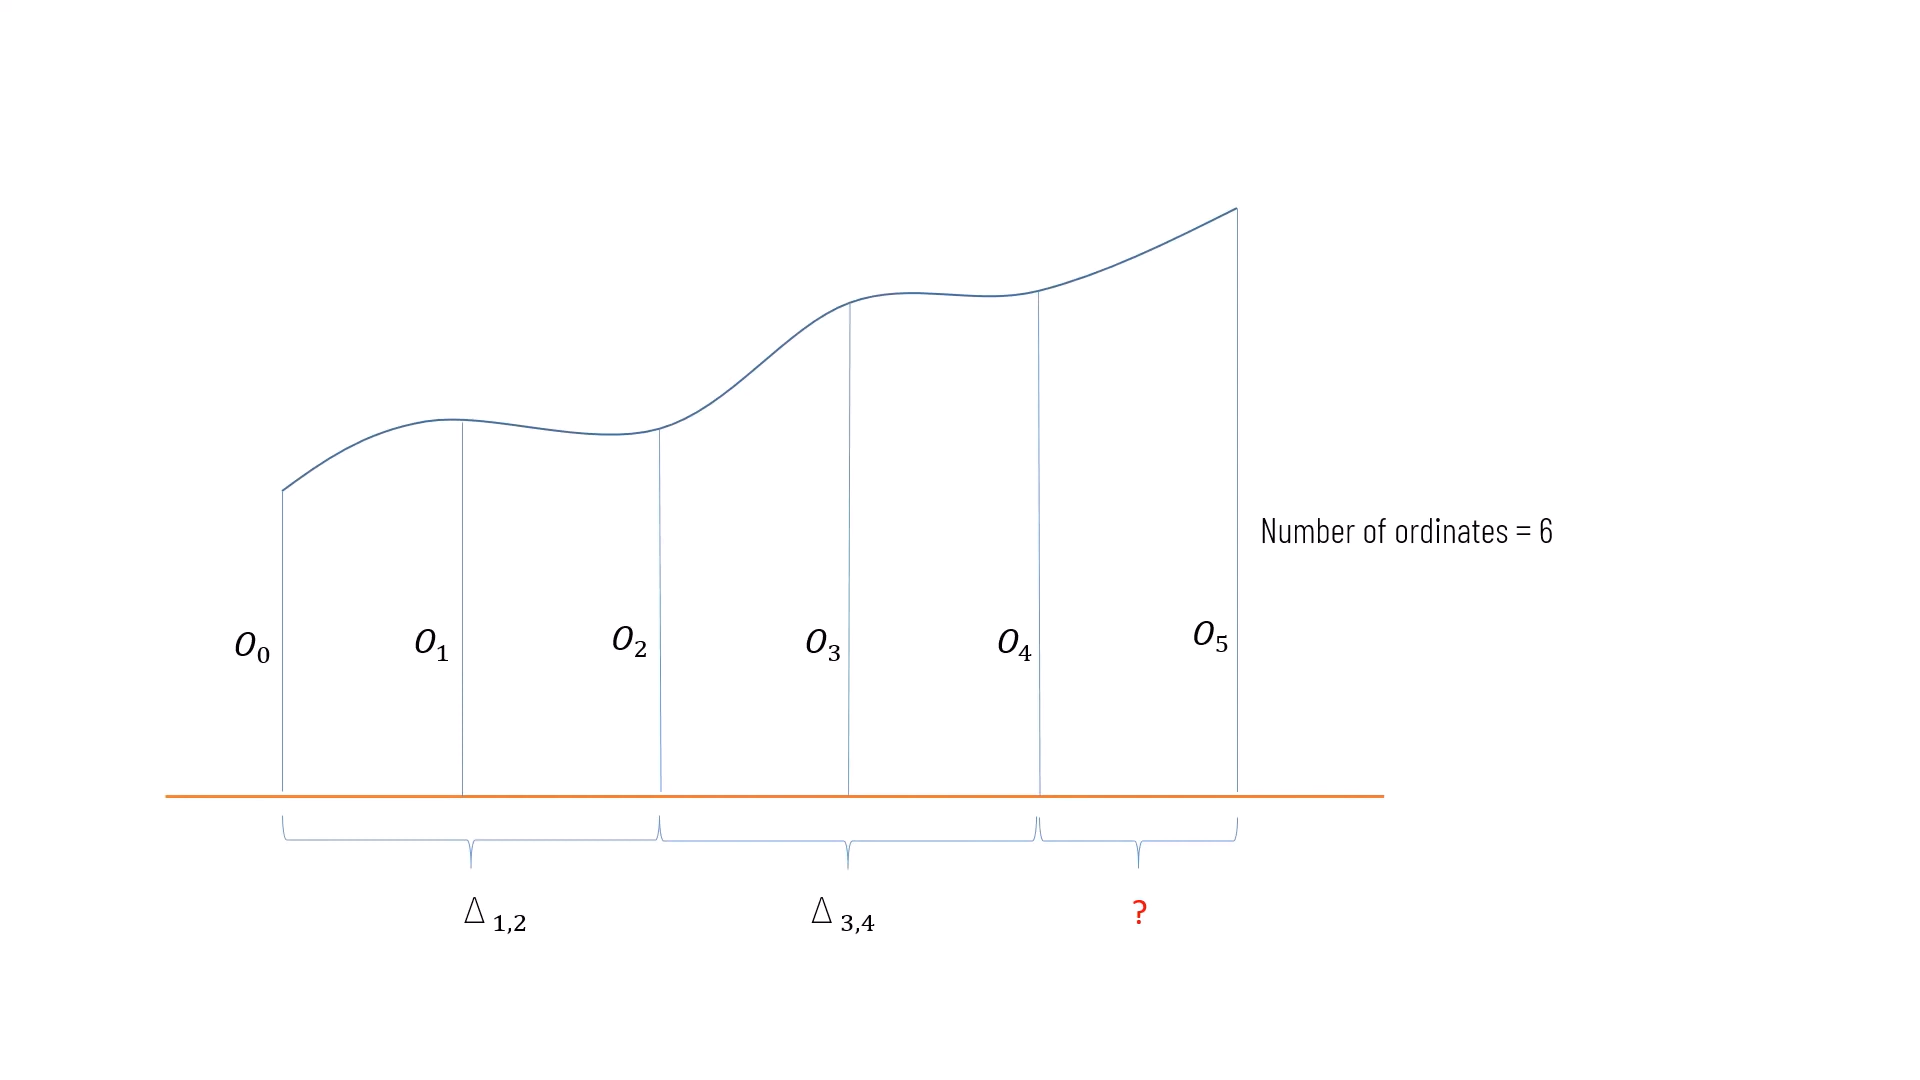 Number of ordinates = 6
O₀ O₁ O₂ O₃ O₄ O₅
Δ ₁,₂ Δ ₃,₄ ?